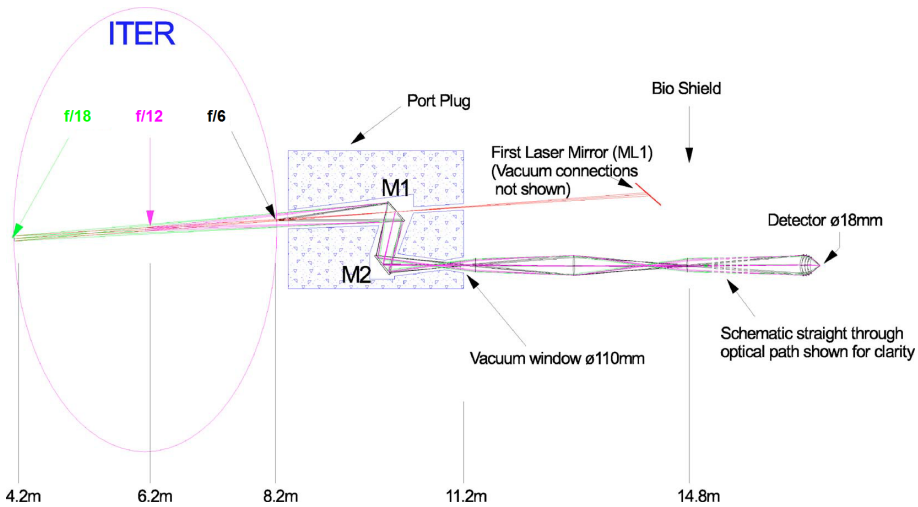 ITER
f/18
f/12
f/6
Port Plug
Bio Shield
First Laser Mirror (ML1)
(Vacuum connections
not shown)
M1
M2
Detector ø18mm
Vacuum window ø110mm
Schematic straight through
optical path shown for clarity
4.2m
6.2m
8.2m
11.2m
14.8m